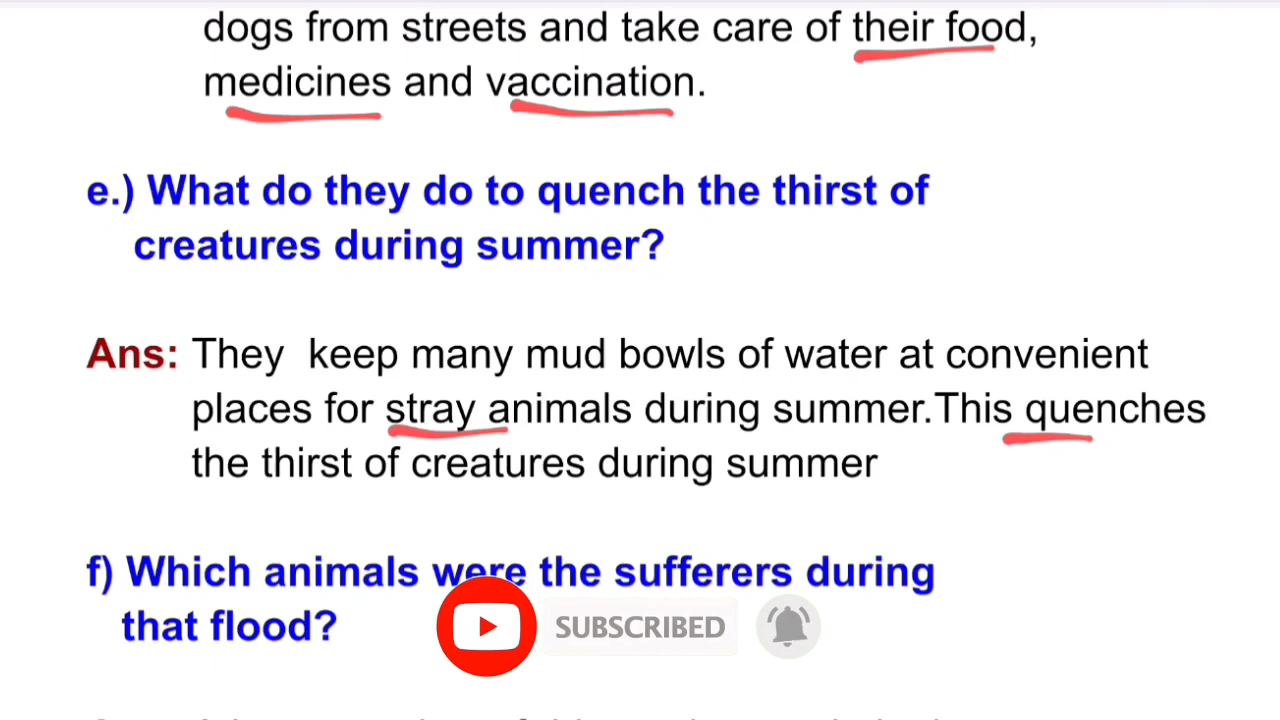 dogs from streets and take care of their food,
medicines and vaccination.
e.) What do they do to quench the thirst of
creatures during summer?
Ans: They keep many mud bowls of water at convenient
places for stray animals during summer.This quenches
the thirst of creatures during summer
f) Which animals were the sufferers during
that flood?
SUBSCRIBED